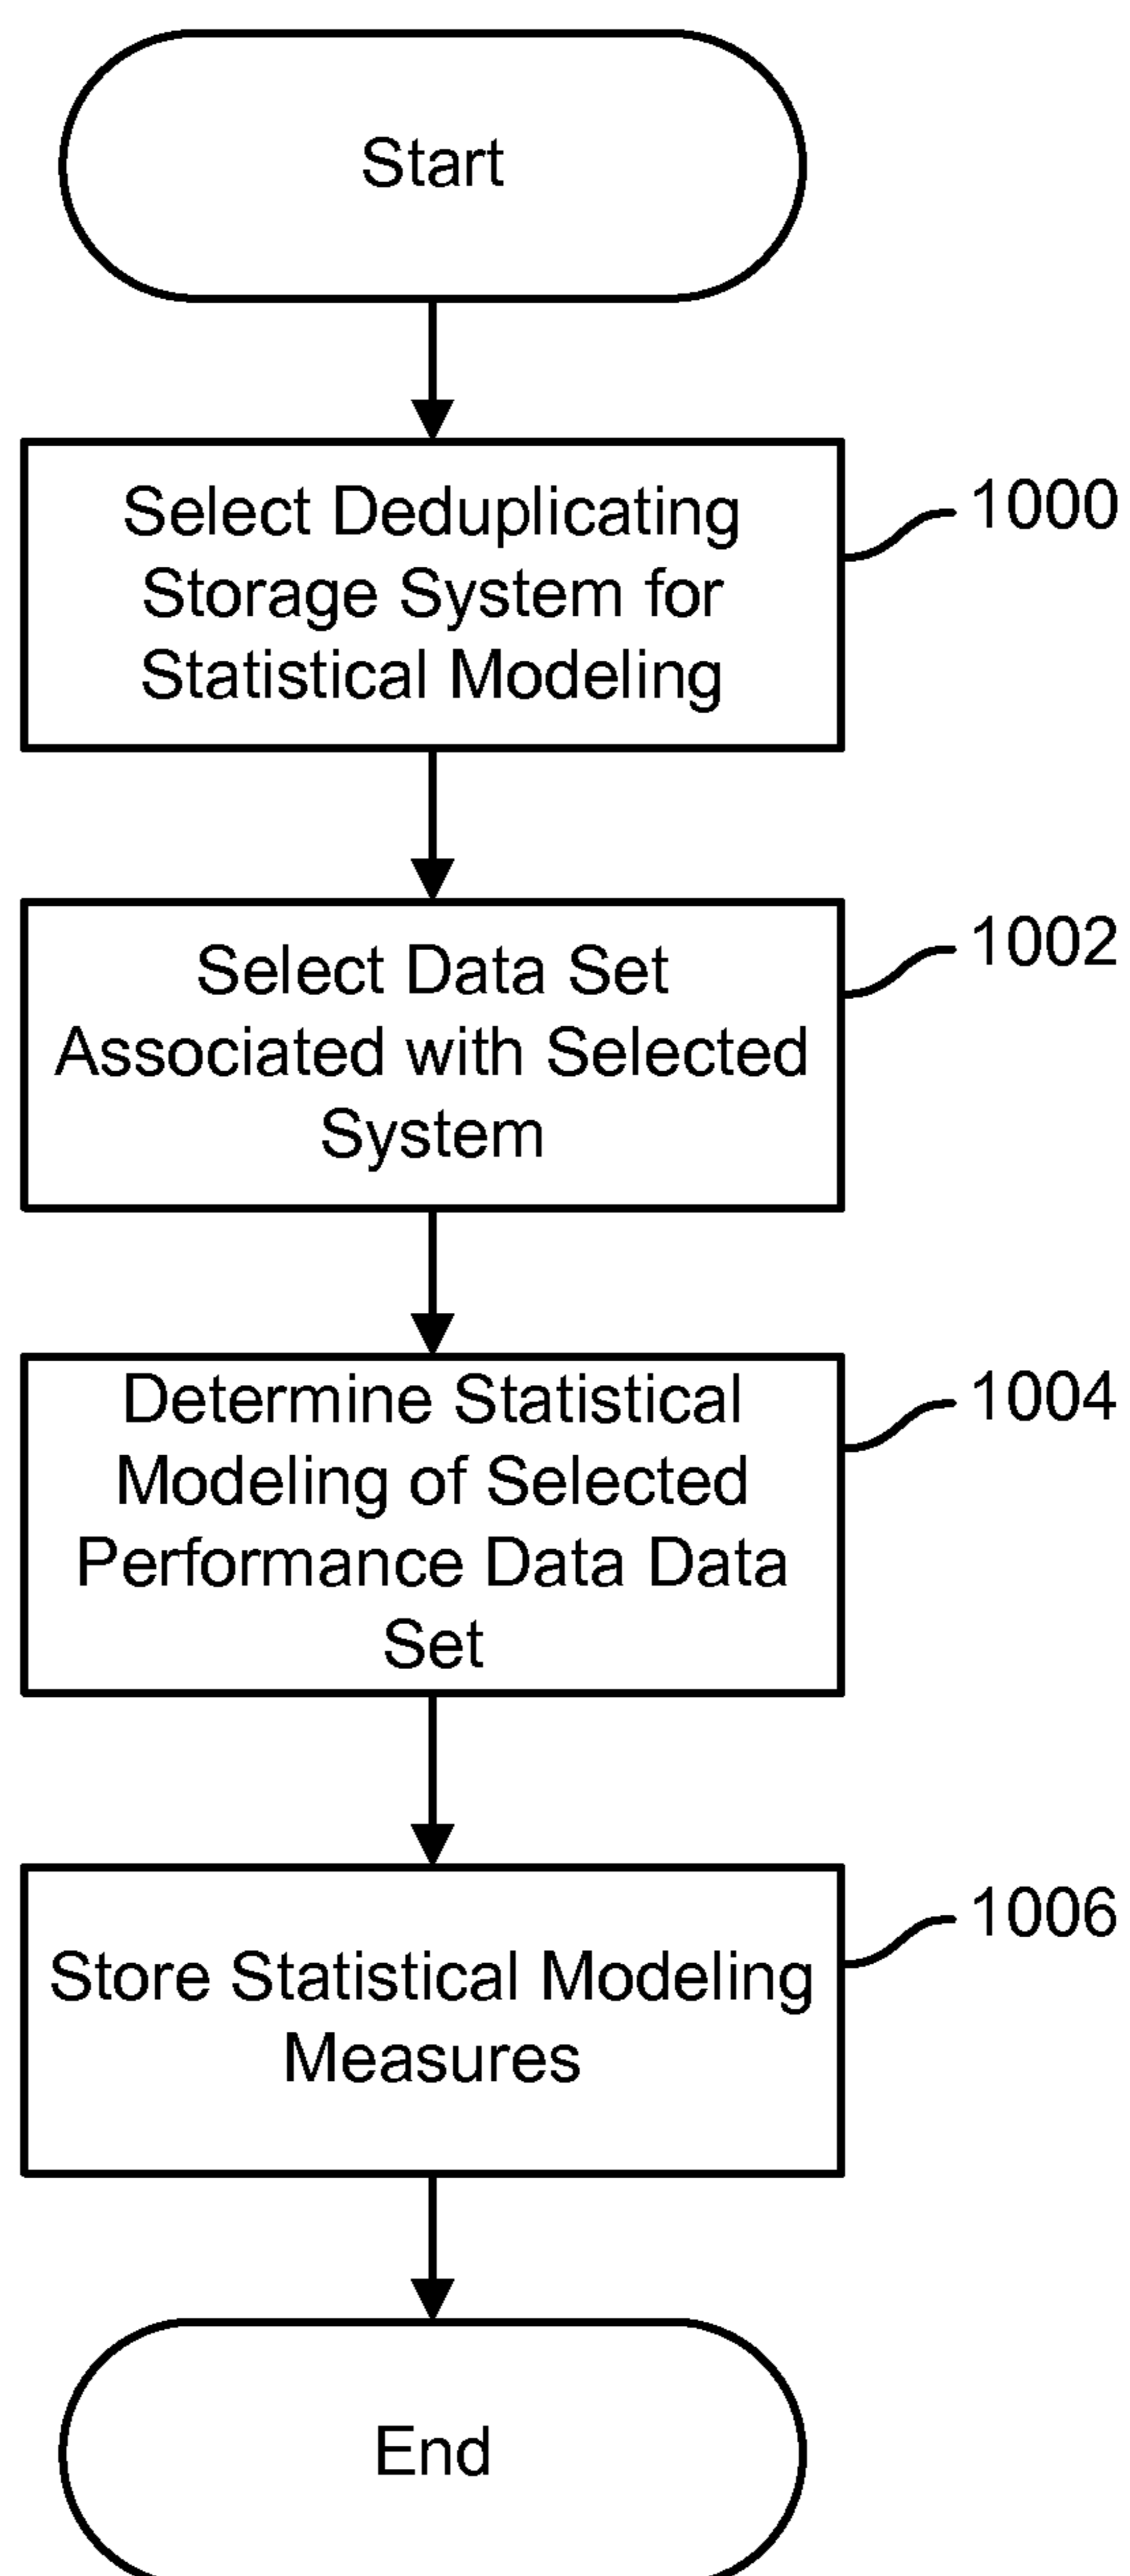 Start
Select Deduplicating
Storage System for
Statistical Modeling
1000
Select Data Set
Associated with Selected
System
1002
Determine Statistical
Modeling of Selected
Performance Data Data
Set
1004
Store Statistical Modeling
Measures
1006
End